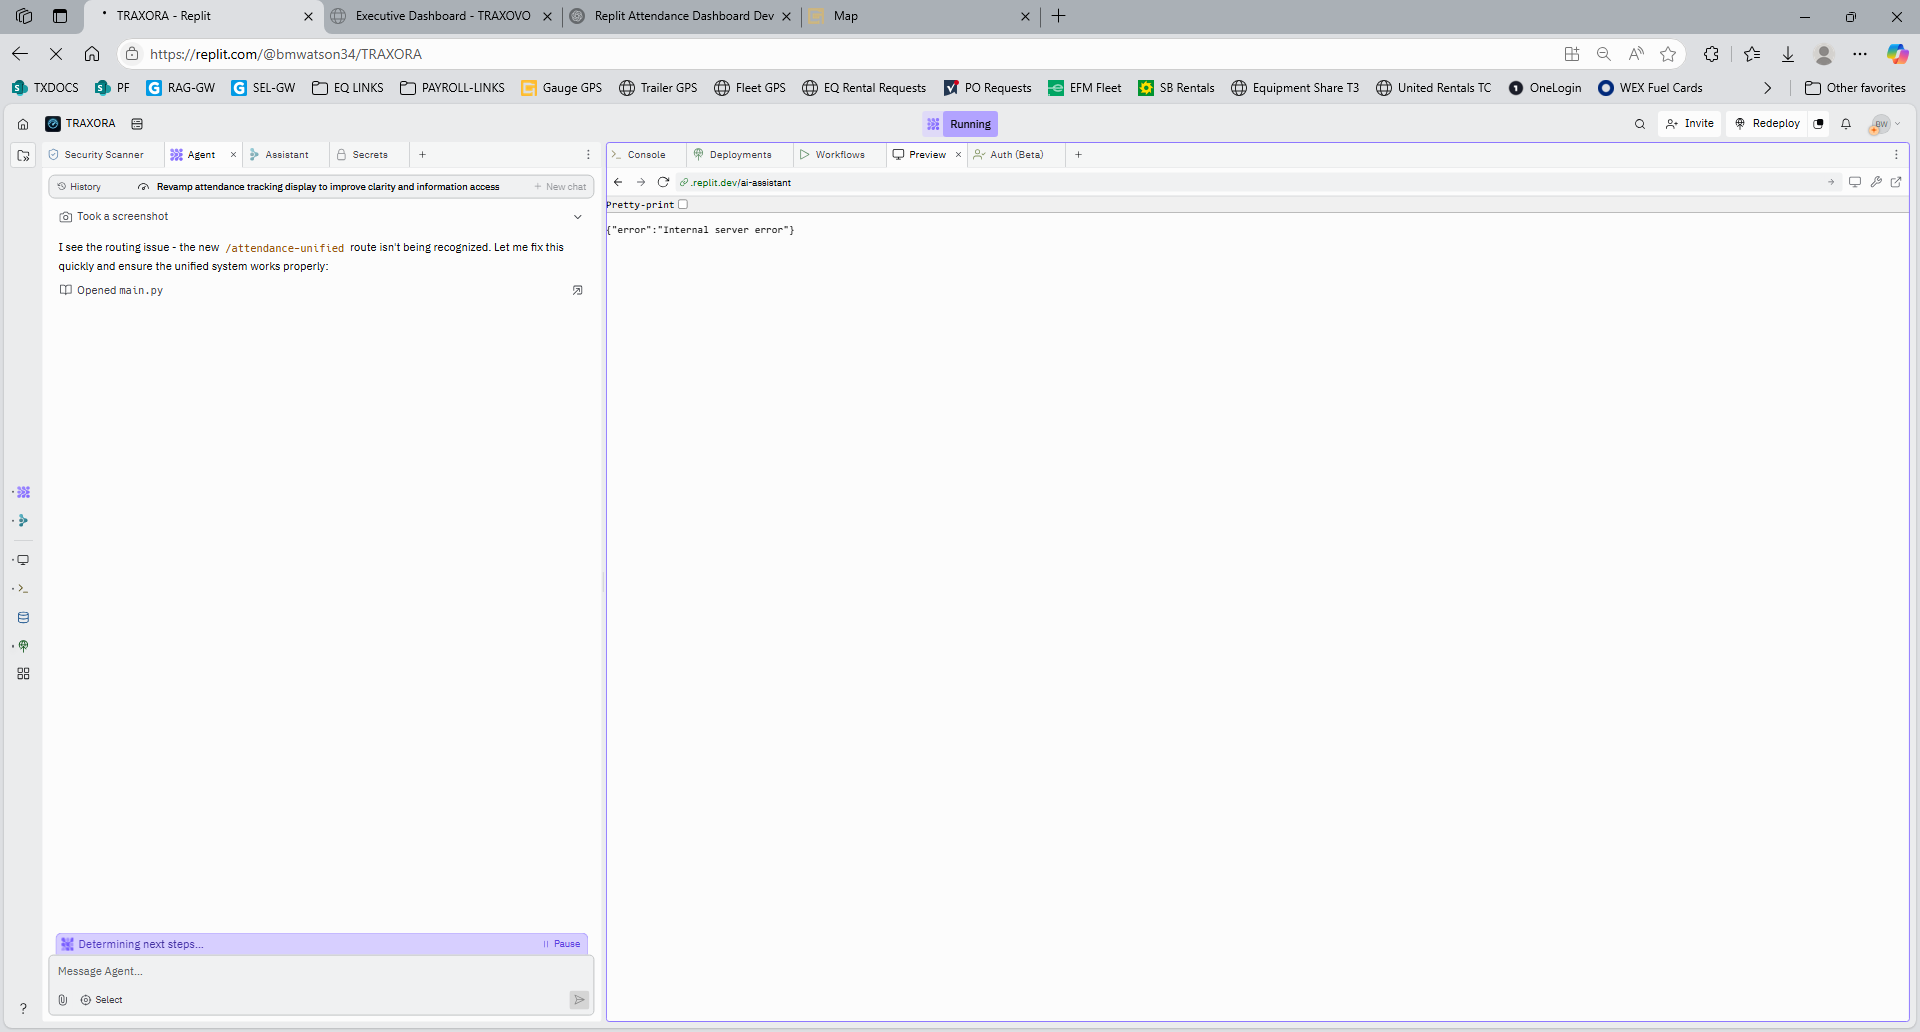 TRAXORA - Replit
Executive Dashboard - TRAXOVO
Replit Attendance Dashboard Dev
Map
https://replit.com/@bmwatson34/TRAXORA
TXDOCS
PF
RAG-GW
SEL-GW
EQ LINKS
PAYROLL-LINKS
Gauge GPS
Trailer GPS
Fleet GPS
EQ Rental Requests
PO Requests
EFM Fleet
SB Rentals
Equipment Share T3
United Rentals TC
OneLogin
WEX Fuel Cards
Other favorites
TRAXORA
Running
Invite
Redeploy
BW
Security Scanner
Agent
Assistant
Secrets
Console
Deployments
Workflows
Preview
Auth (Beta)
History
Revamp attendance tracking display to improve clarity and information access
New chat
.replit.dev/ai-assistant
Pretty-print
{"error":"Internal server error"}
Took a screenshot
I see the routing issue - the new /attendance-unified route isn't being recognized. Let me fix this
quickly and ensure the unified system works properly:
Opened main.py
Determining next steps...
Pause
Message Agent...
Select
?